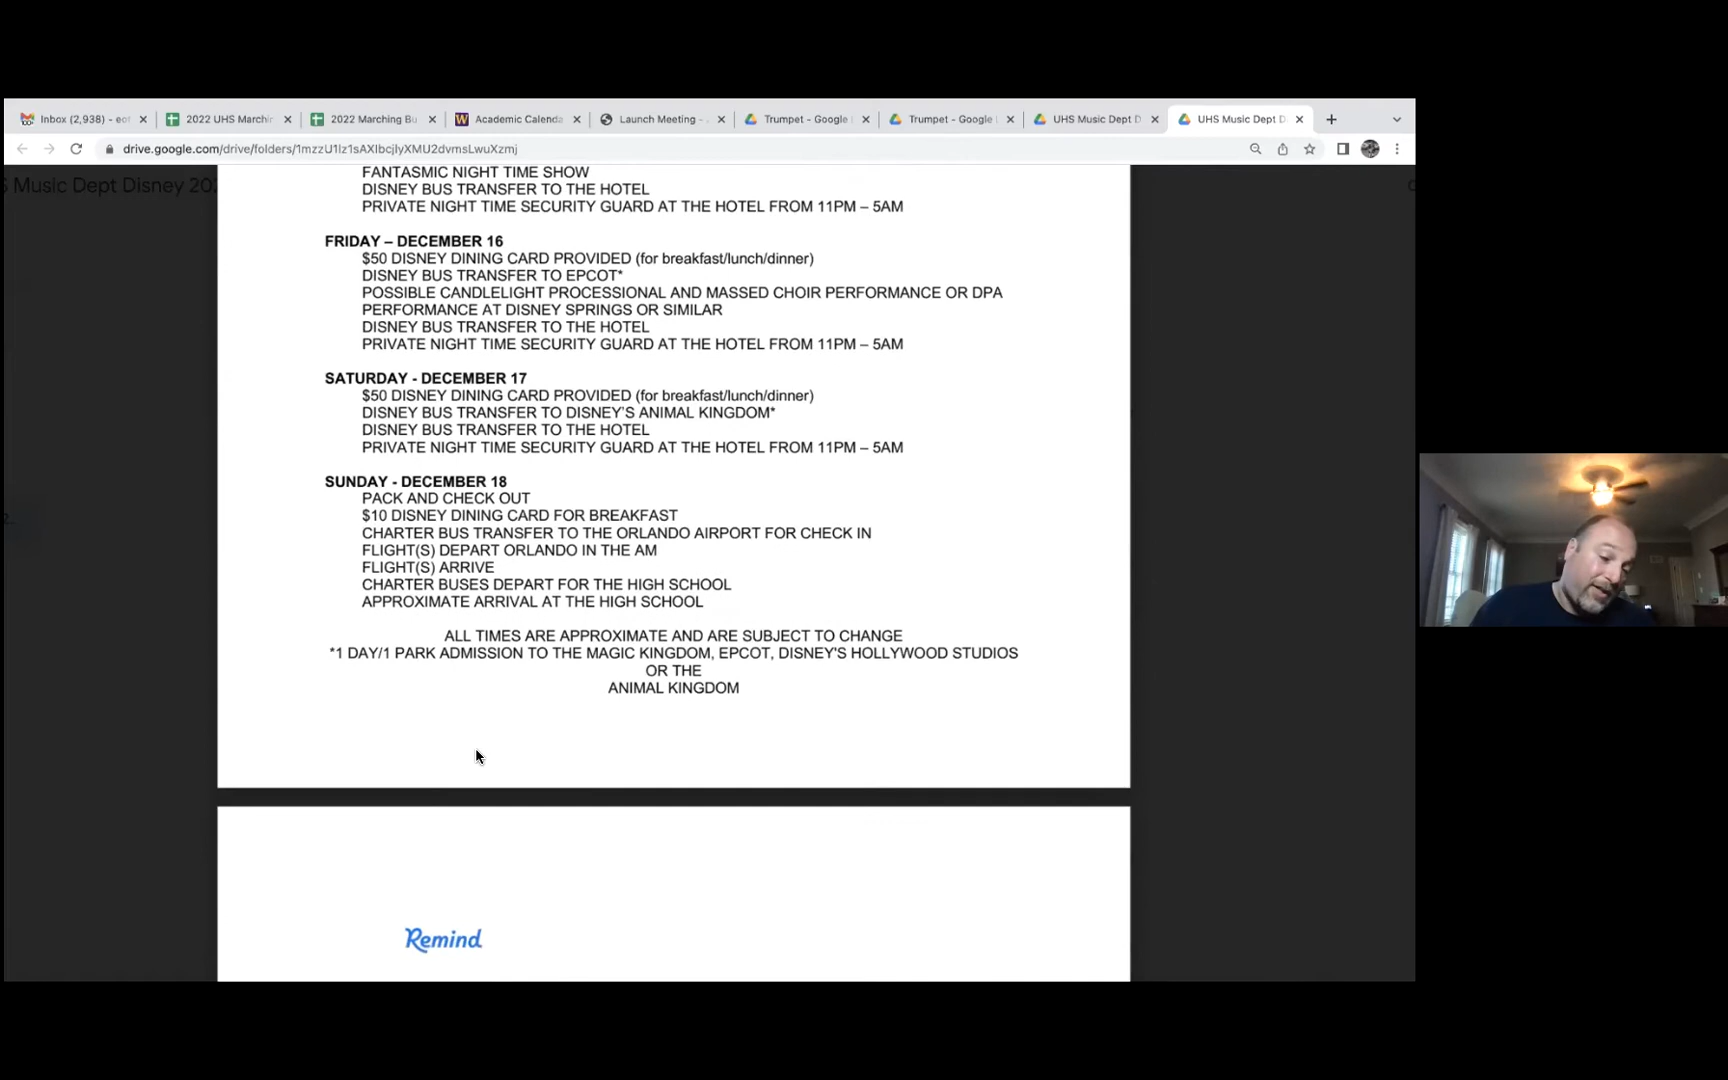 Inbox (2,938) - eo
2022 UHS Marchin
2022 Marching Bu
Academic Calenda
Launch Meeting -
Trumpet - Google
Trumpet - Google
UHS Music Dept D
UHS Music Dept D
drive.google.com/drive/folders/
S Music Dept Disney 202
FANTASMIC NIGHT TIME SHOW
DISNEY BUS TRANSFER TO THE HOTEL
PRIVATE NIGHT TIME SECURITY GUARD AT THE HOTEL FROM 11PM – 5AM
FRIDAY – DECEMBER 16
$50 DISNEY DINING CARD PROVIDED (for breakfast/lunch/dinner)
DISNEY BUS TRANSFER TO EPCOT*
POSSIBLE CANDLELIGHT PROCESSIONAL AND MASSED CHOIR PERFORMANCE OR DPA
PERFORMANCE AT DISNEY SPRINGS OR SIMILAR
DISNEY BUS TRANSFER TO THE HOTEL
PRIVATE NIGHT TIME SECURITY GUARD AT THE HOTEL FROM 11PM – 5AM
SATURDAY - DECEMBER 17
$50 DISNEY DINING CARD PROVIDED (for breakfast/lunch/dinner)
DISNEY BUS TRANSFER TO DISNEY'S ANIMAL KINGDOM*
DISNEY BUS TRANSFER TO THE HOTEL
PRIVATE NIGHT TIME SECURITY GUARD AT THE HOTEL FROM 11PM – 5AM
SUNDAY - DECEMBER 18
PACK AND CHECK OUT
$10 DISNEY DINING CARD FOR BREAKFAST
CHARTER BUS TRANSFER TO THE ORLANDO AIRPORT FOR CHECK IN
FLIGHT(S) DEPART ORLANDO IN THE AM
FLIGHT(S) ARRIVE
CHARTER BUSES DEPART FOR THE HIGH SCHOOL
APPROXIMATE ARRIVAL AT THE HIGH SCHOOL
ALL TIMES ARE APPROXIMATE AND ARE SUBJECT TO CHANGE
*1 DAY/1 PARK ADMISSION TO THE MAGIC KINGDOM, EPCOT, DISNEY'S HOLLYWOOD STUDIOS
OR THE
ANIMAL KINGDOM
Remind